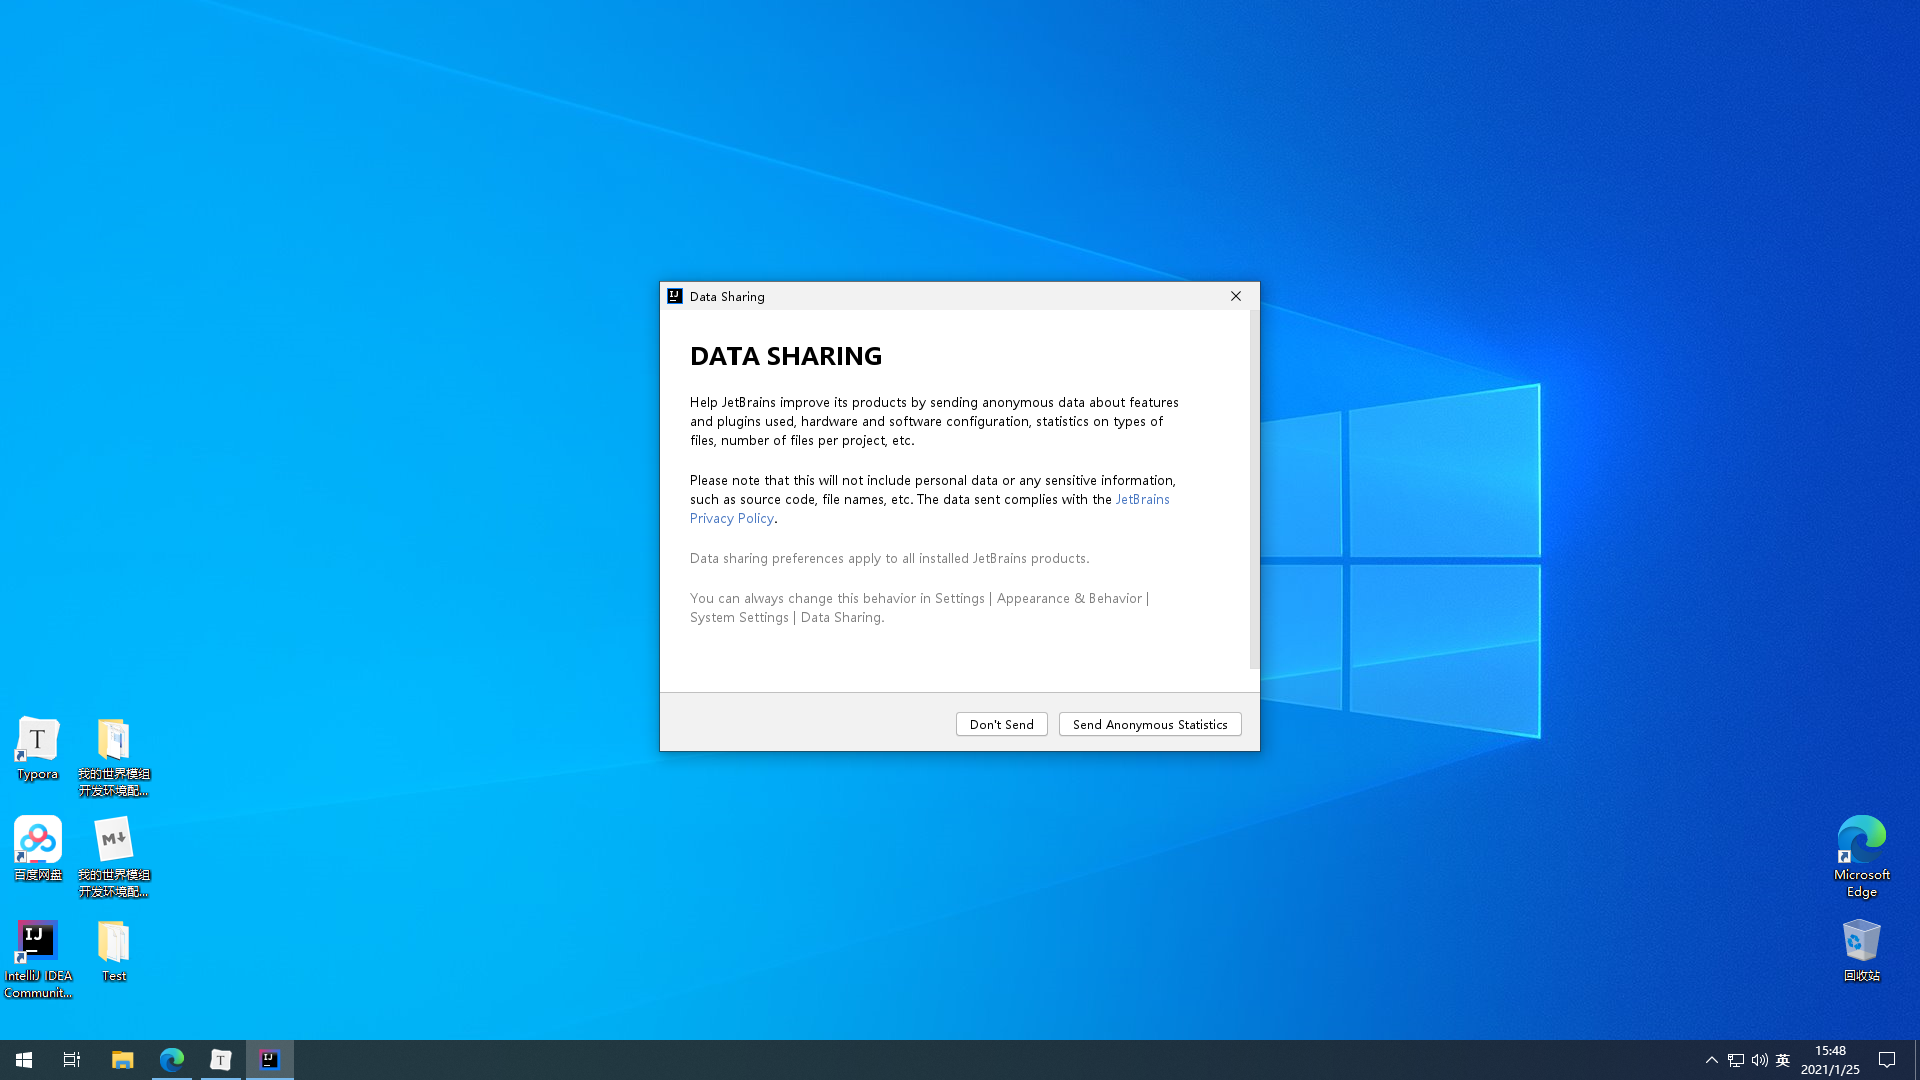 Data Sharing
DATA SHARING
Help JetBrains improve its products by sending anonymous data about features
and plugins used, hardware and software configuration, statistics on types of
files, number of files per project, etc.
Please note that this will not include personal data or any sensitive information,
such as source code, file names, etc. The data sent complies with the JetBrains
Privacy Policy.
Data sharing preferences apply to all installed JetBrains products.
You can always change this behavior in Settings | Appearance & Behavior |
System Settings | Data Sharing.
Don't Send
Send Anonymous Statistics
T
Typora
我的世界模组
开发环境配...
百度网盘
M
我的世界模组
开发环境配...
IJ
IntelliJ IDEA
Communit...
Test
Microsoft
Edge
回收站
T
IJ
英
15:48
2021/1/25